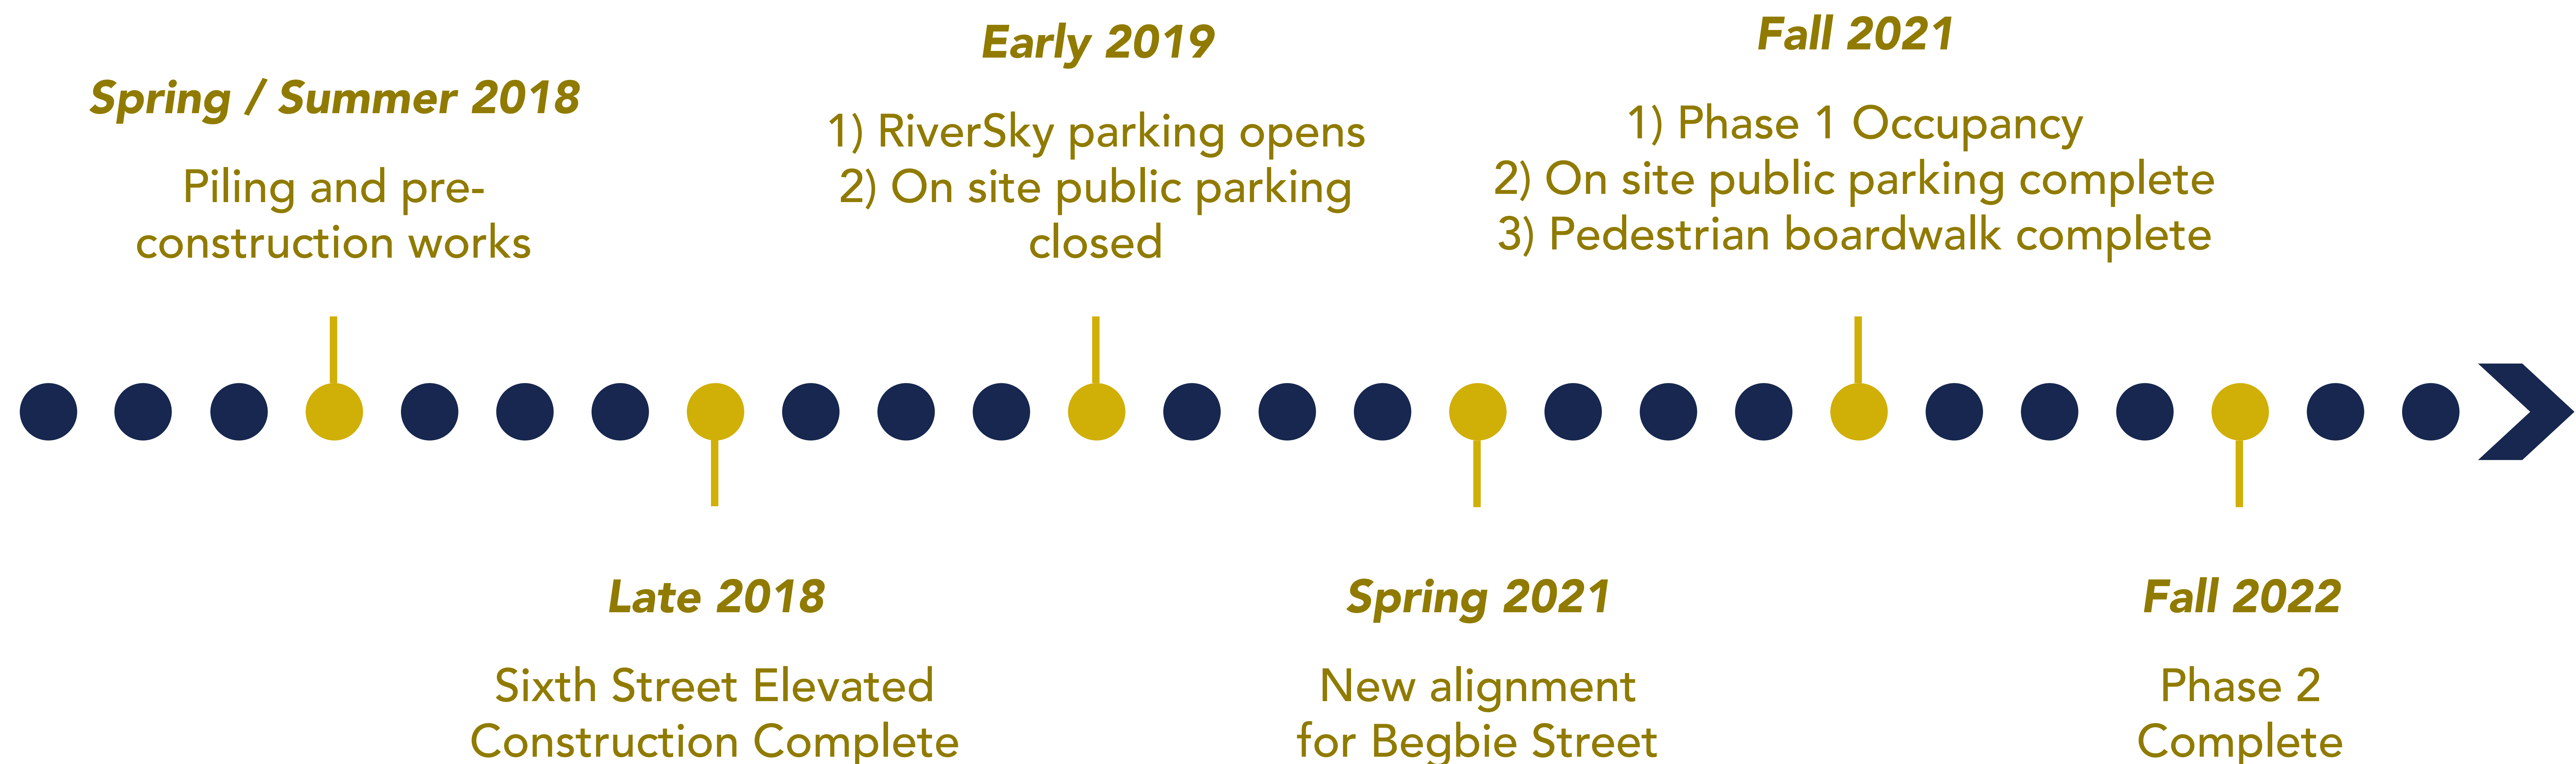 Spring / Summer 2018
Piling and pre-
construction works
Late 2018
Sixth Street Elevated
Construction Complete
Early 2019
1) RiverSky parking opens
2) On site public parking
closed
Spring 2021
New alignment
for Begbie Street
Fall 2021
1) Phase 1 Occupancy
2) On site public parking complete
3) Pedestrian boardwalk complete
Fall 2022
Phase 2
Complete